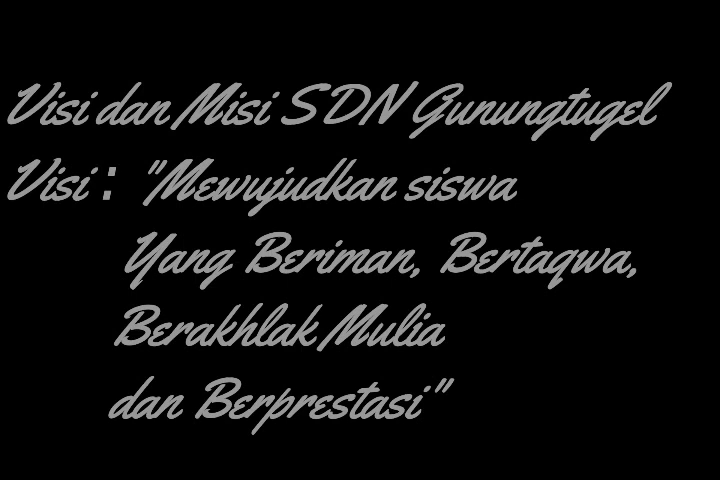 Visi dan Misi SDN Gunungtugel
Visi : "Mewujudkan siswa
Yang Beriman, Bertaqwa,
Berakhlak Mulia
dan Berprestasi"